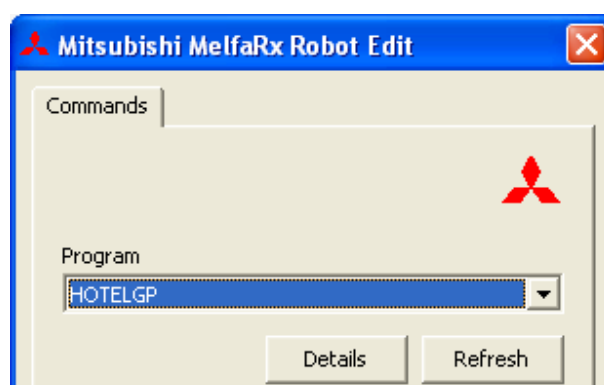 Mitsubishi MelfaRx Robot Edit
Commands
Program
HOTELGP
Details Refresh